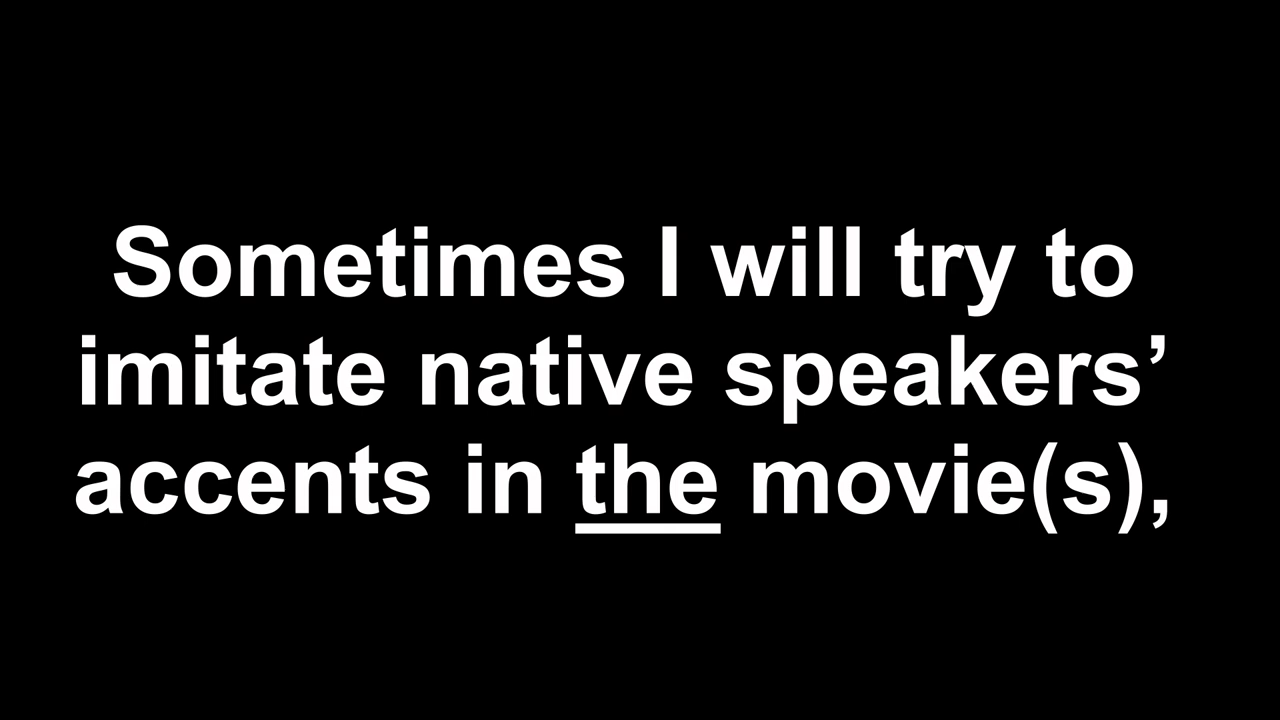 Sometimes I will try to
imitate native speakers’
accents in the movie(s),